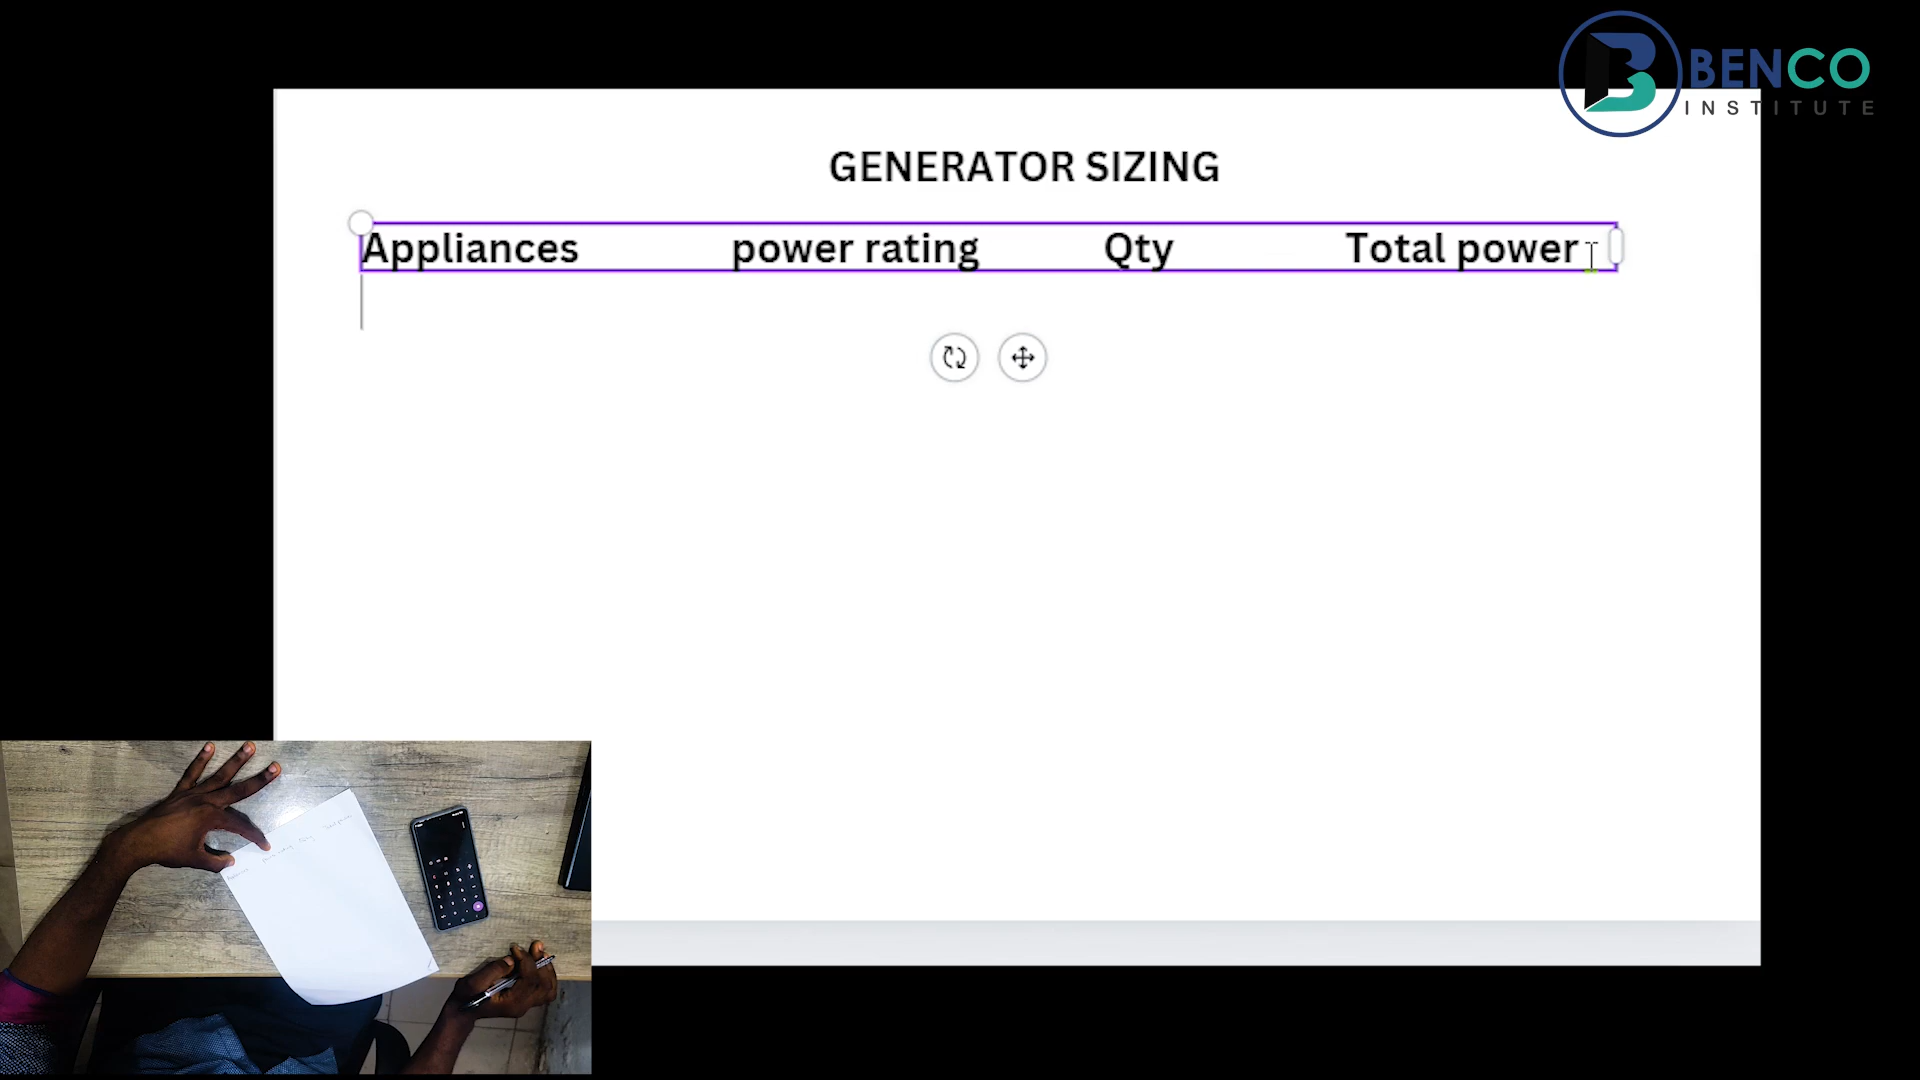 BENCO
INSTITUTE
GENERATOR SIZING
Appliances power rating Qty Total power